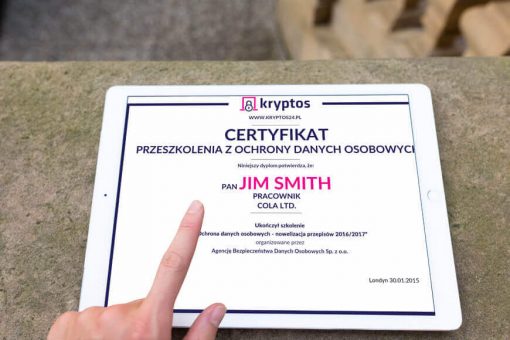 kryptos
WWW.KRYPTOS24.PL
CERTYFIKAT
PRZESZKOLENIA Z OCHRONY DANYCH OSOBOWYCH
Niniejszy dyplom potwierdza, że:
PAN JIM SMITH
PRACOWNIK
COLA LTD.
Ukończył szkolenie
"Ochrona danych osobowych - nowelizacja przepisów 2016/2017"
organizowane przez
Agencję Bezpieczeństwa Danych Osobowych Sp. z o.o.
Londyn 30.01.2015